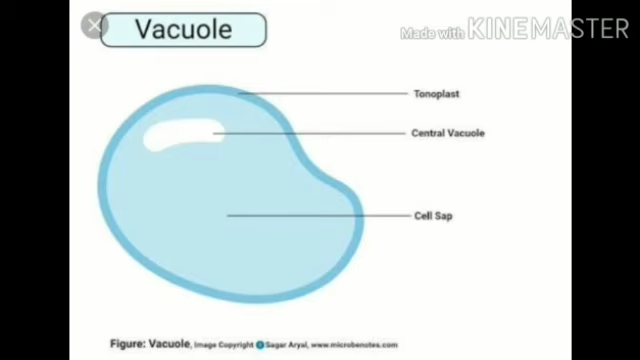 Vacuole
Made with KINEMASTER
Tonoplast
Central Vacuole
Cell Sap
Figure: Vacuole, Image Copyright Sagar Aryal, www.microbenotes.com